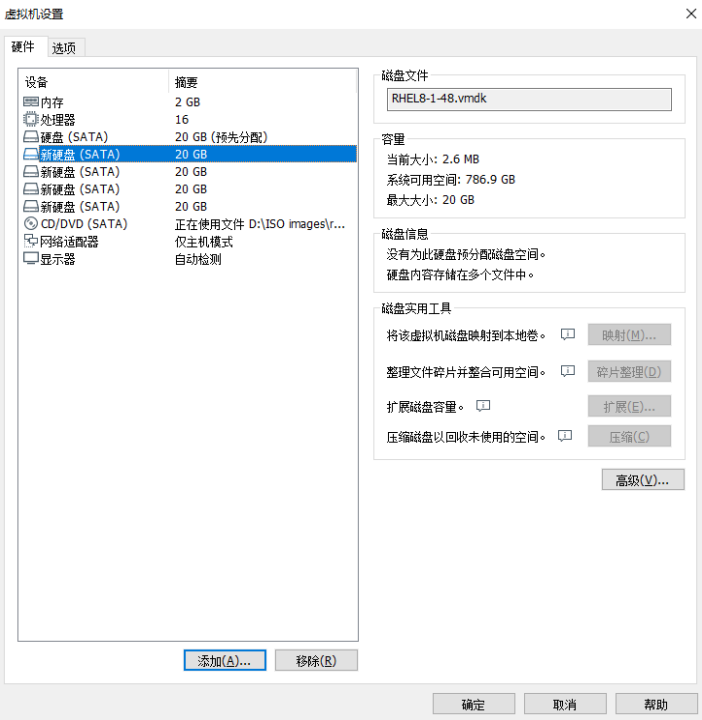 虚拟机设置
硬件 选项
设备 摘要
内存 2 GB
处理器 16
硬盘 (SATA) 20 GB (预先分配)
新硬盘 (SATA) 20 GB
新硬盘 (SATA) 20 GB
新硬盘 (SATA) 20 GB
新硬盘 (SATA) 20 GB
CD/DVD (SATA) 正在使用文件 D:\ISO images\r...
网络适配器 仅主机模式
显示器 自动检测
添加(A)... 移除(R)
磁盘文件
RHEL8-1-48.vmdk
容量
当前大小: 2.6 MB
系统可用空间: 786.9 GB
最大大小: 20 GB
磁盘信息
没有为此硬盘预分配磁盘空间。
硬盘内容存储在多个文件中。
磁盘实用工具
将该虚拟机磁盘映射到本地卷。 映射(M)...
整理文件碎片并整合可用空间。 碎片整理(D)
扩展磁盘容量。 扩展(E)...
压缩磁盘以回收未使用的空间。 压缩(C)
高级(V)...
确定 取消 帮助